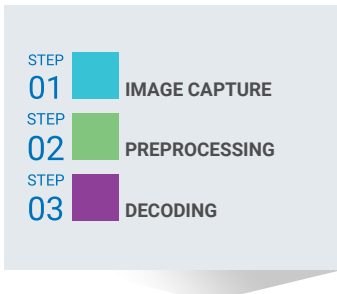 STEP
01 IMAGE CAPTURE
STEP
02 PREPROCESSING
STEP
03 DECODING